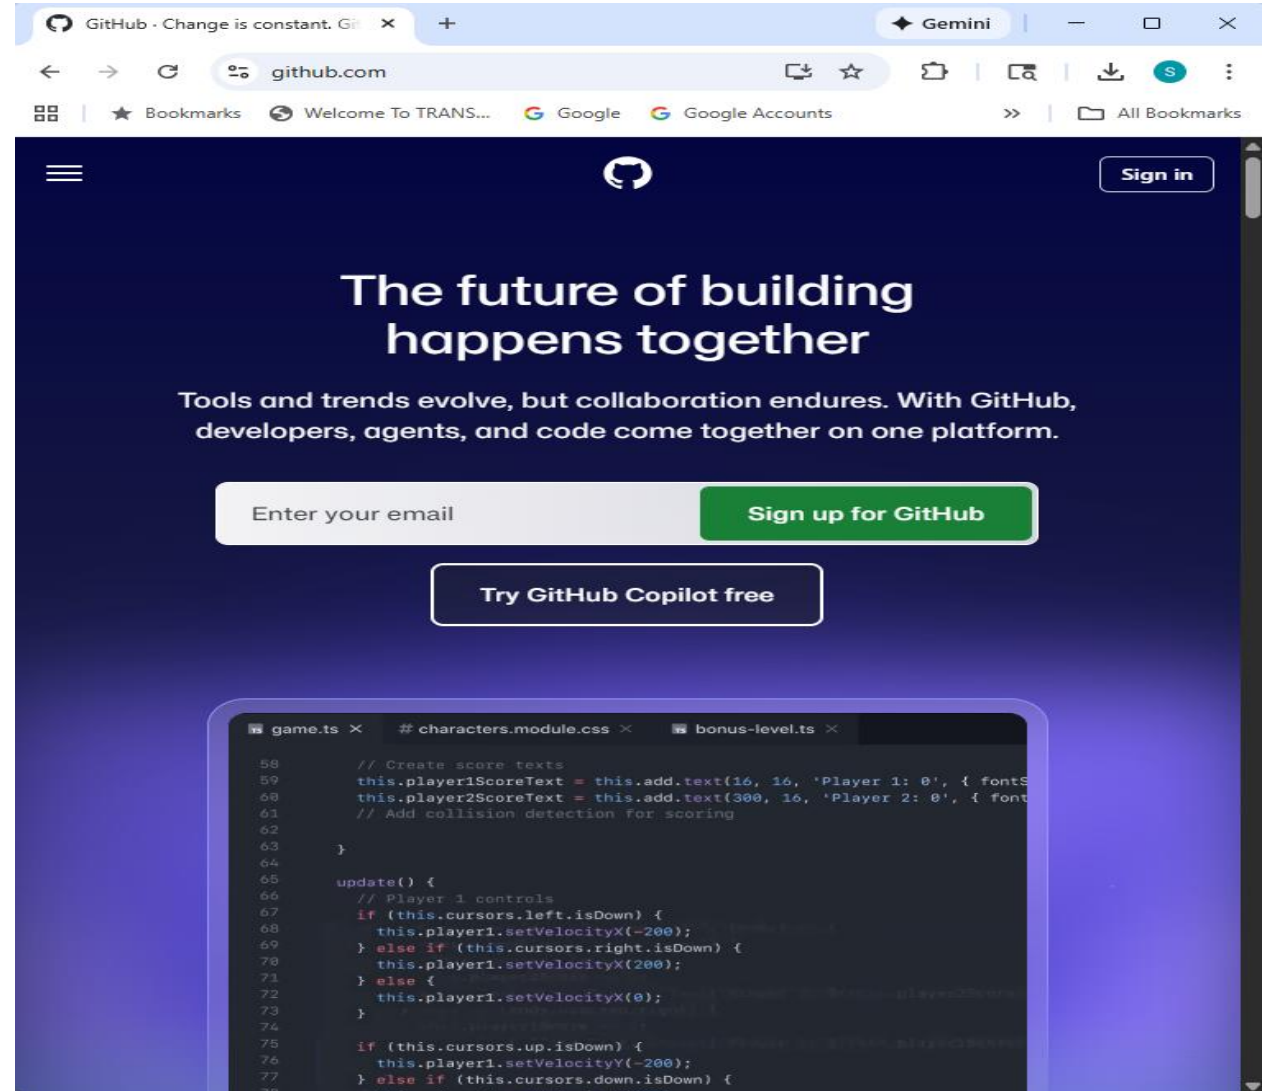 GitHub · Change is constant. Gi
Gemini
github.com
S
Bookmarks
Welcome To TRANS...
Google
Google Accounts
All Bookmarks
Sign in
The future of building
happens together
Tools and trends evolve, but collaboration endures. With GitHub,
developers, agents, and code come together on one platform.
Enter your email
Sign up for GitHub
Try GitHub Copilot free
TS game.ts × # characters.module.css × TS bonus-level.ts ×
58 // Create score texts
59 this.player1ScoreText = this.add.text(16, 16, 'Player 1: 0', { fontS
60 this.player2ScoreText = this.add.text(300, 16, 'Player 2: 0', { font
61 // Add collision detection for scoring
62
63 }
64
65 update() {
66 // Player 1 controls
67 if (this.cursors.left.isDown) {
68 this.player1.setVelocityX(-200);
69 } else if (this.cursors.right.isDown) {
70 this.player1.setVelocityX(200);
71 } else {
72 this.player1.setVelocityX(0);
73 }
74
75 if (this.cursors.up.isDown) {
76 this.player1.setVelocityY(-200);
77 } else if (this.cursors.down.isDown) {